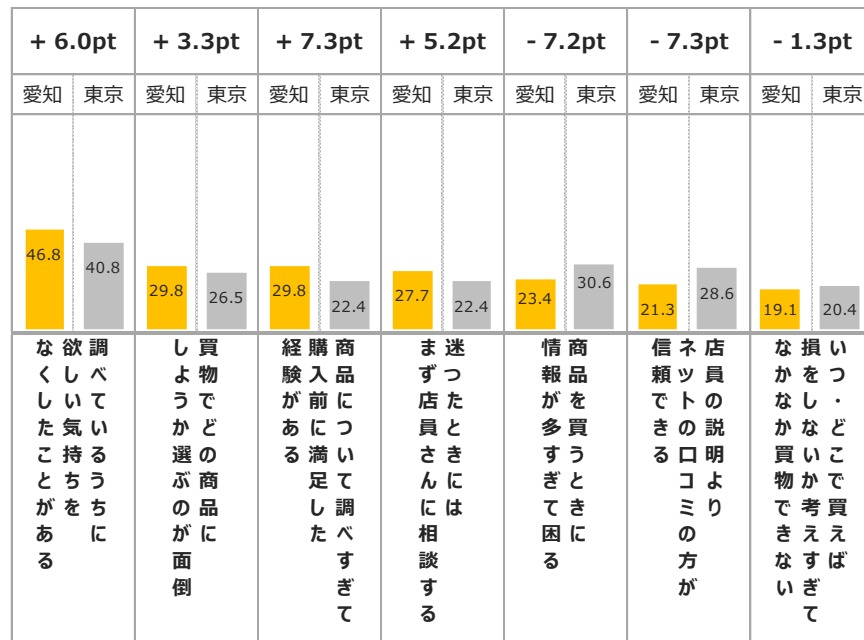 + 6.0pt
+ 3.3pt
+ 7.3pt
+ 5.2pt
- 7.2pt
- 7.3pt
- 1.3pt
愛知 東京
愛知 東京
愛知 東京
愛知 東京
愛知 東京
愛知 東京
愛知 東京
46.8
40.8
29.8
26.5
29.8
22.4
27.7
22.4
23.4
30.6
21.3
28.6
19.1
20.4
調べているうちに
欲しい気持ちを
なくしたことがある
買物でどの商品に
しようか選ぶのが面倒
商品について調べすぎて
購入前に満足した
経験がある
迷ったときには
まず店員さんに相談する
商品を買うときに
情報が多すぎて困る
店員の説明より
ネットの口コミの方が
信頼できる
いつ・どこで買えば
損をしないか考えすぎて
なかなか買物できない